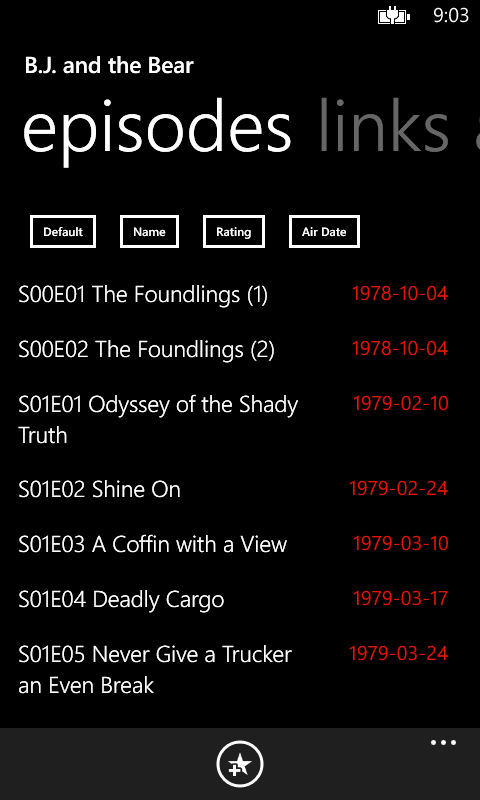 9:03
B.J. and the Bear
episodes links
Default Name Rating Air Date
S00E01 The Foundlings (1) 1978-10-04
S00E02 The Foundlings (2) 1978-10-04
S01E01 Odyssey of the Shady 1979-02-10
Truth
S01E02 Shine On 1979-02-24
S01E03 A Coffin with a View 1979-03-10
S01E04 Deadly Cargo 1979-03-17
S01E05 Never Give a Trucker 1979-03-24
an Even Break